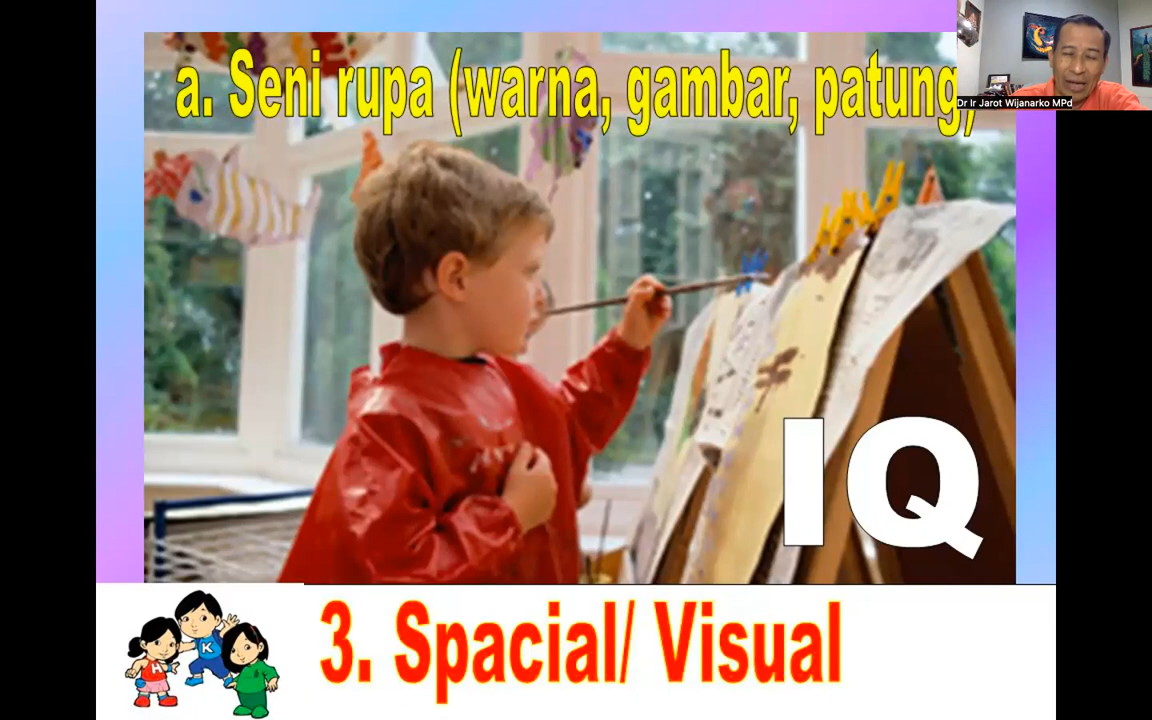 a. Seni rupa (warna, gambar, patung)
Dr Ir Jarot Wijanarko MPd
IQ
3. Spacial/ Visual
H
K